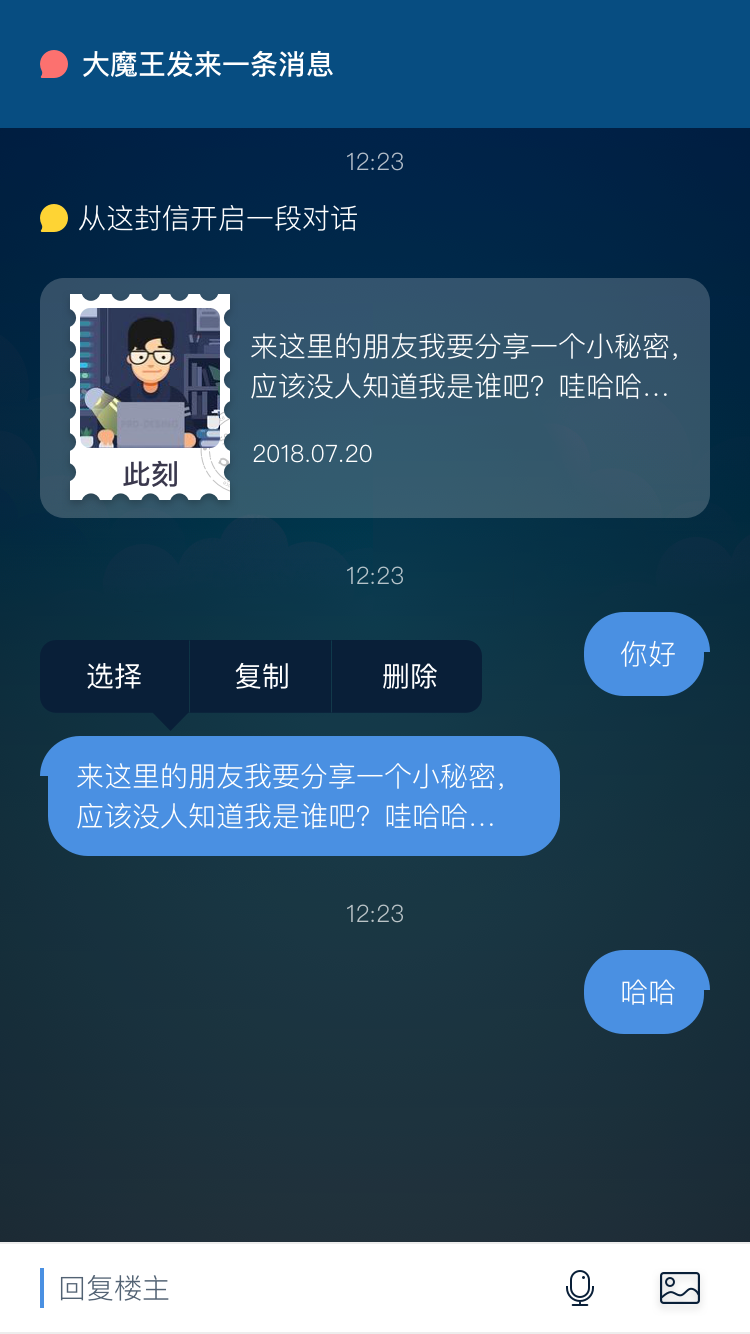 大魔王发来一条消息
12:23
从这封信开启一段对话
来这里的朋友我要分享一个小秘密，
应该没人知道我是谁吧？哇哈哈...
2018.07.20
此刻
12:23
你好
选择 复制 删除
来这里的朋友我要分享一个小秘密，
应该没人知道我是谁吧？哇哈哈...
12:23
哈哈
回复楼主